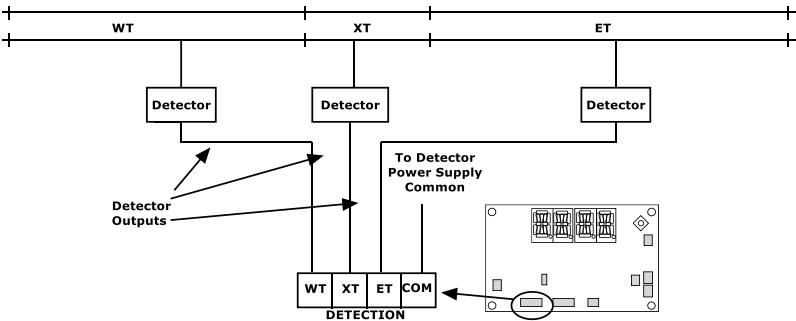 WT XT ET
Detector Detector Detector
To Detector
Power Supply
Common
Detector
Outputs
WT XT ET COM
DETECTION